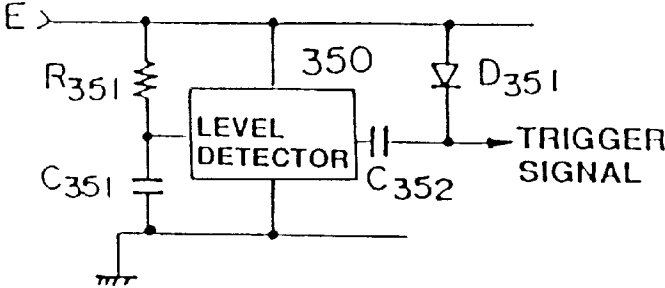 E
350
R351
D351
LEVEL
DETECTOR
TRIGGER
SIGNAL
C351
C352